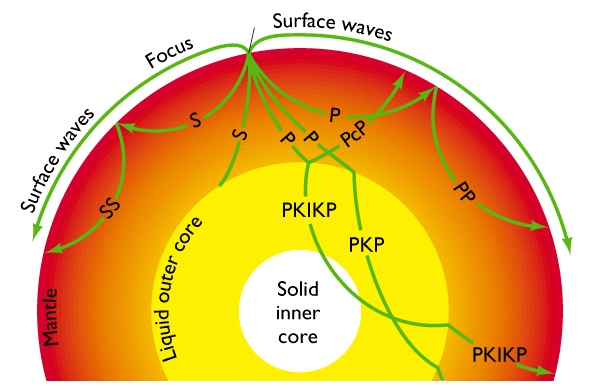 Surface waves
Focus
Surface waves
S
S
P
P
P
PcP
SS
PP
PKIKP
PKP
Liquid outer core
Solid
inner
core
Mantle
PKIKP